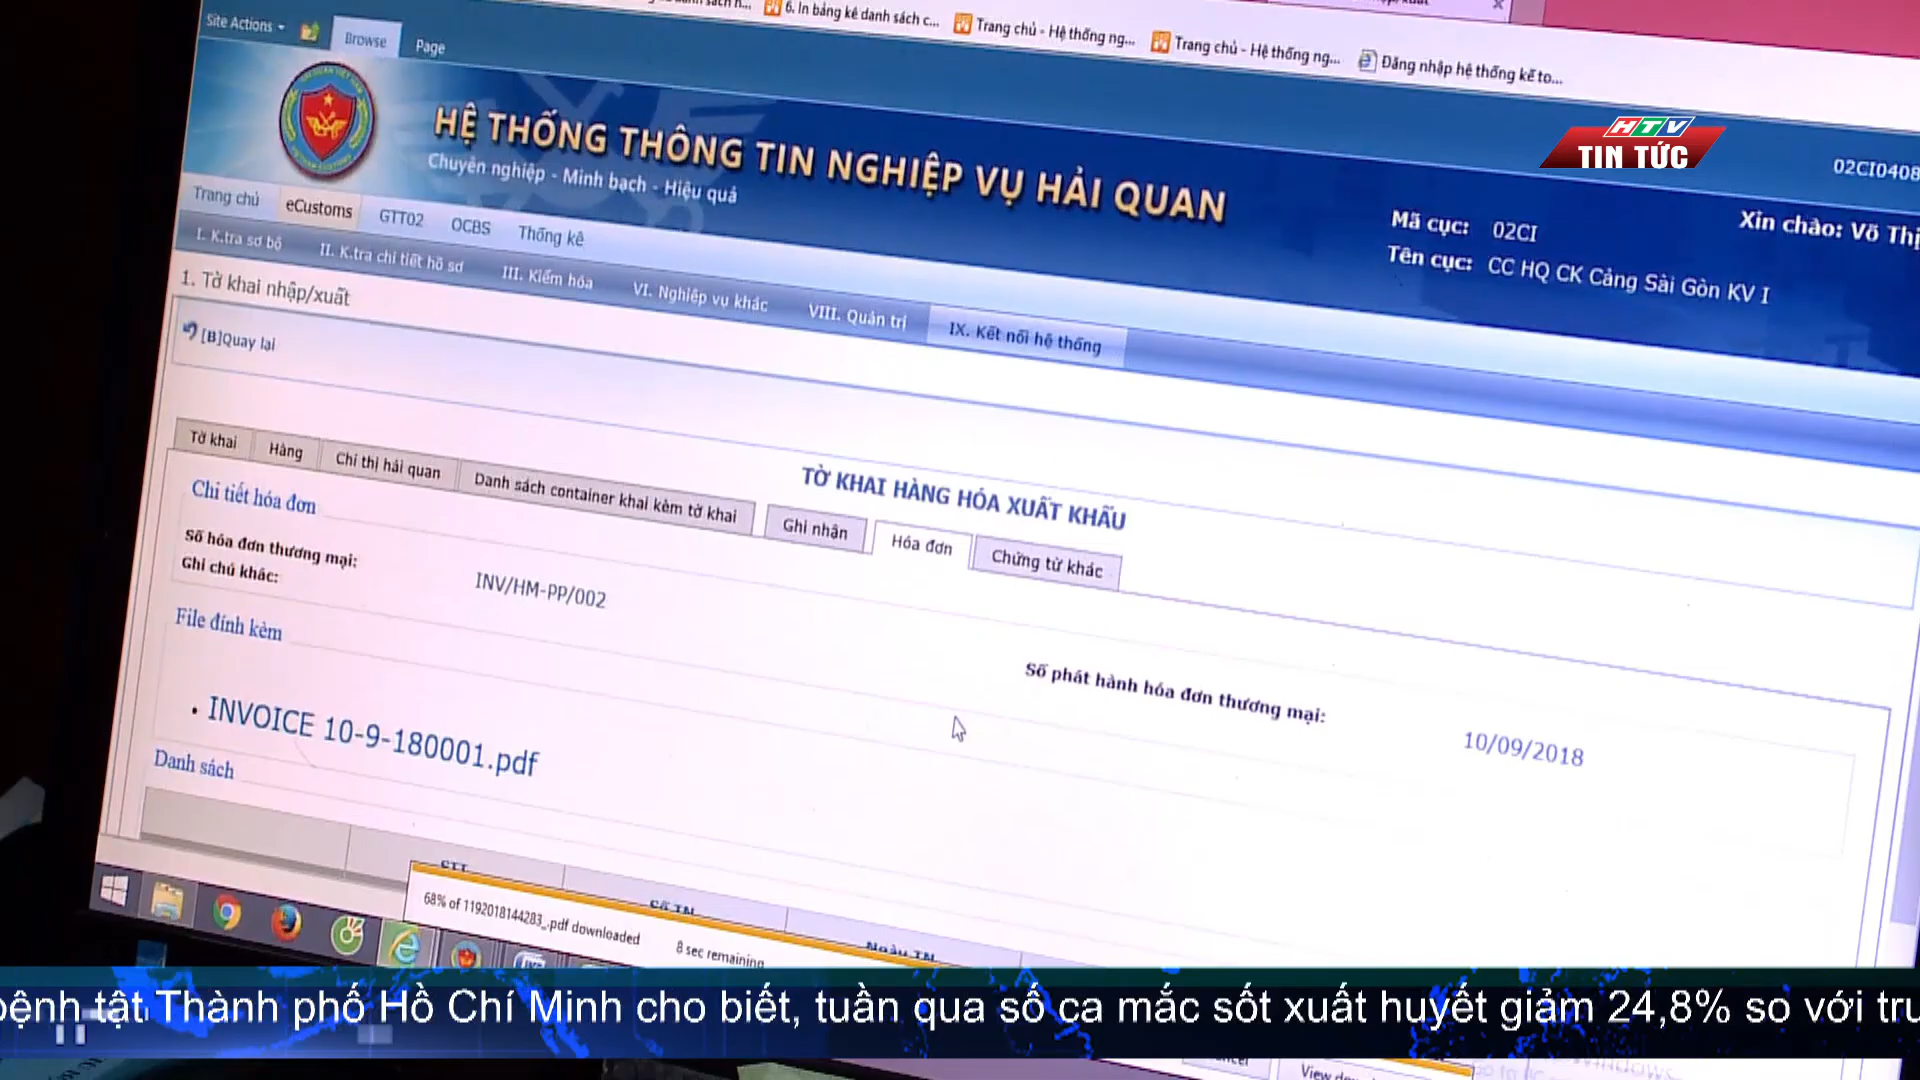 Site Actions
Browse
Page
6. In bảng kê danh sách c...
Trang chủ - Hệ thống ng...
Trang chủ - Hệ thống ng...
Đăng nhập hệ thống kế to...
HỆ THỐNG THÔNG TIN NGHIỆP VỤ HẢI QUAN
Chuyên nghiệp - Minh bạch - Hiệu quả
HTV
TIN TỨC
02CI0408
Mã cục: 02CI
Xin chào: Võ Thị
Tên cục: CC HQ CK Cảng Sài Gòn KV I
Trang chủ
eCustoms
GTT02
OCBS
Thống kê
I. K.tra sơ bộ
II. K.tra chi tiết hồ sơ
III. Kiểm hóa
VI. Nghiệp vụ khác
VIII. Quản trị
IX. Kết nối hệ thống
1. Tờ khai nhập/xuất
[B]Quay lại
TỜ KHAI HÀNG HÓA XUẤT KHẨU
Tờ khai
Hàng
Chỉ thị hải quan
Danh sách container khai kèm tờ khai
Ghi nhận
Hóa đơn
Chứng từ khác
Chi tiết hóa đơn
Số hóa đơn thương mại:
INV/HM-PP/002
Ghi chú khác:
Số phát hành hóa đơn thương mại:
10/09/2018
File đính kèm
INVOICE 10-9-180001.pdf
Danh sách
STT
Số TN
Ngày TN
68% of 1192018144283_.pdf downloaded
8 sec remaining
bệnh tật Thành phố Hồ Chí Minh cho biết, tuần qua số ca mắc sốt xuất huyết giảm 24,8% so với tru